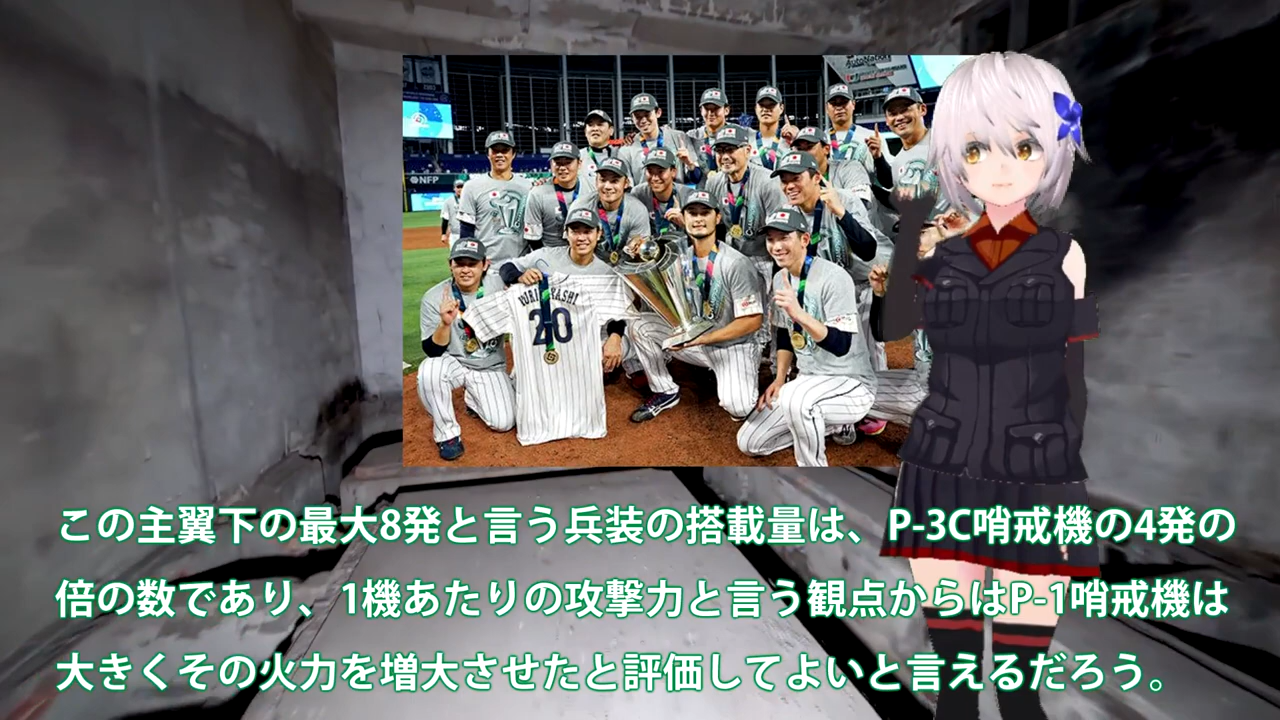 NFP
20
この主翼下の最大8発と言う兵装の搭載量は、P-3C哨戒機の4発の
倍の数であり、1機あたりの攻撃力と言う観点からはP-1哨戒機は
大きくその火力を増大させたと評価してよいと言えるだろう。